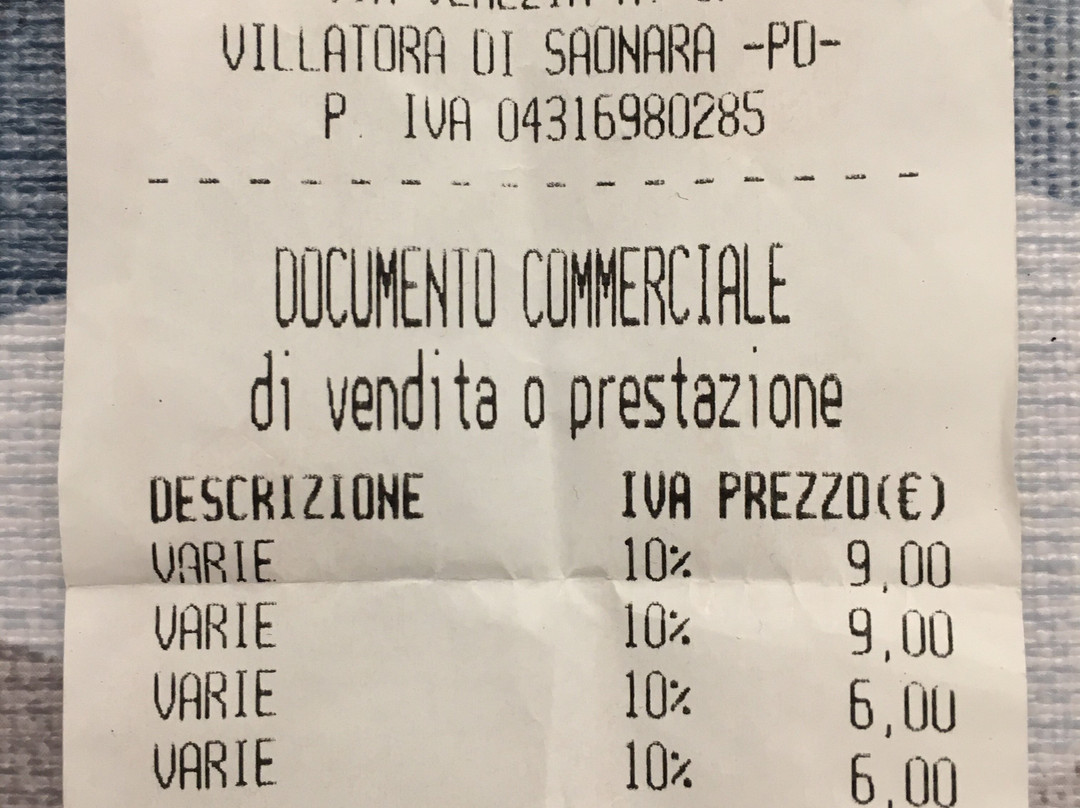 VILLATORA DI SAONARA -PD-
P. IVA 04316980285
DOCUMENTO COMMERCIALE
di vendita o prestazione
DESCRIZIONE IVA PREZZO(€)
VARIE 10% 9,00
VARIE 10% 9,00
VARIE 10% 6,00
VARIE 10% 6,00